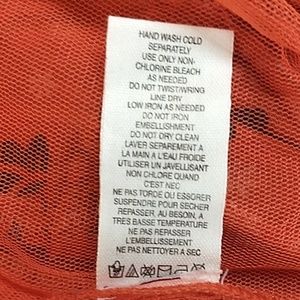 HAND WASH COLD
SEPARATELY
USE ONLY NON-
CHLORINE BLEACH
AS NEEDED
DO NOT TWIST/WRING
LINE DRY
LOW IRON AS NEEDED
DO NOT IRON
EMBELLISHMENT
DO NOT DRY CLEAN
LAVER SEPAREMENT A
LA MAIN A L'EAU FROIDE
UTILISER UN JAVELLISANT
NON CHLORE QUAND
C'EST NEC
NE PAS TORDE OU ESSORER
SUSPENDRE POUR SECHER
REPASSER, AU BESOIN, A
TRES BASSE TEMPERATURE
NE PAS REPASSER
L'EMBELLISSEMENT
NE PAS NETTOYER A SEC